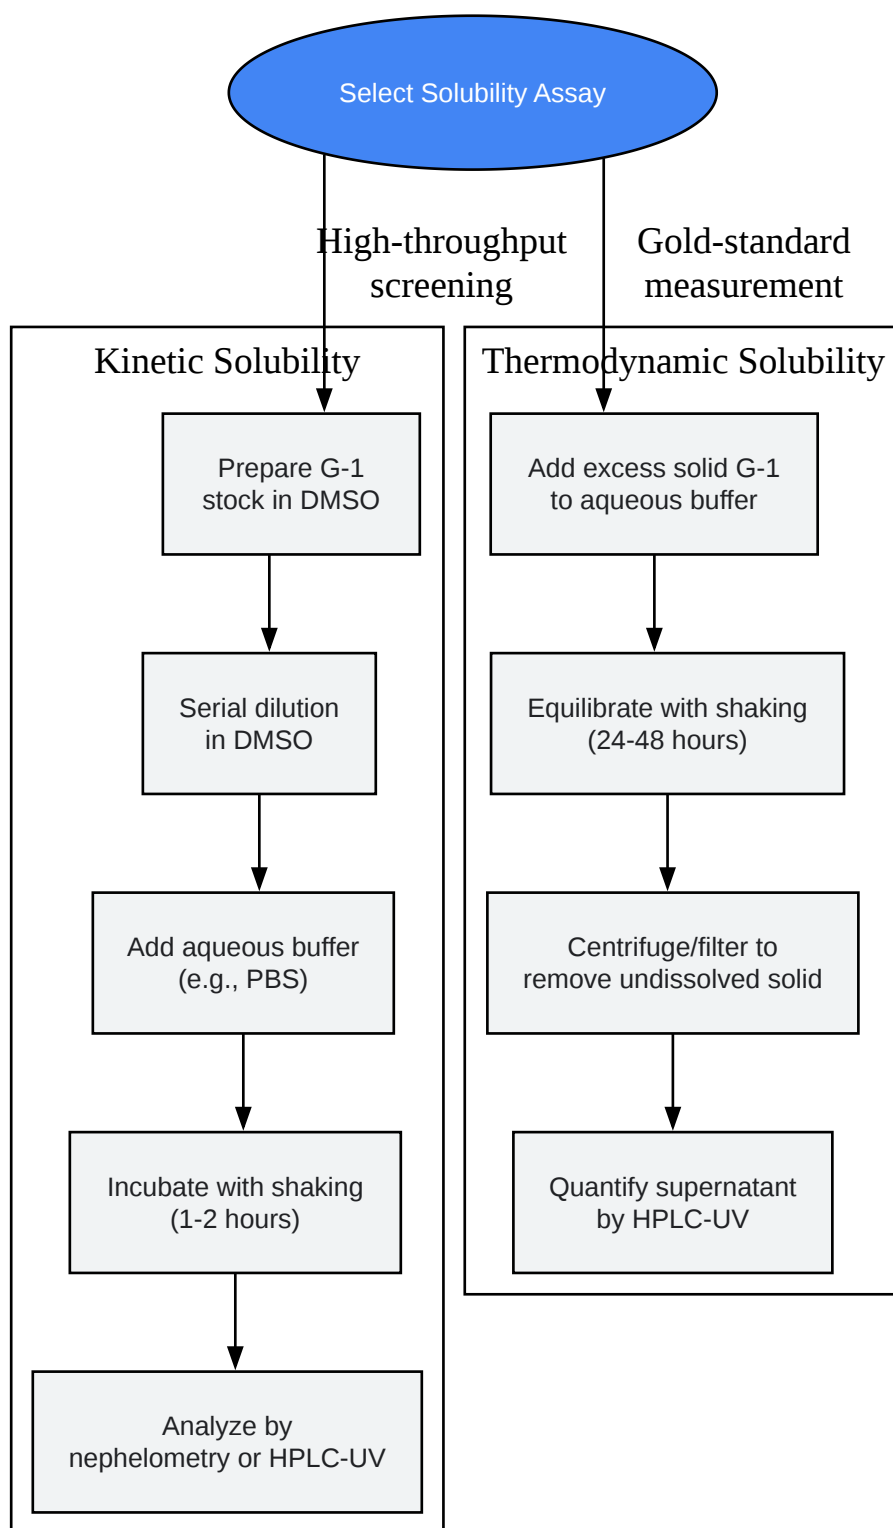 Select Solubility Assay
High-throughput
screening
Gold-standard
measurement
Kinetic Solubility
Prepare G-1
stock in DMSO
Serial dilution
in DMSO
Add aqueous buffer
(e.g., PBS)
Incubate with shaking
(1-2 hours)
Analyze by
nephelometry or HPLC-UV
Thermodynamic Solubility
Add excess solid G-1
to aqueous buffer
Equilibrate with shaking
(24-48 hours)
Centrifuge/filter to
remove undissolved solid
Quantify supernatant
by HPLC-UV